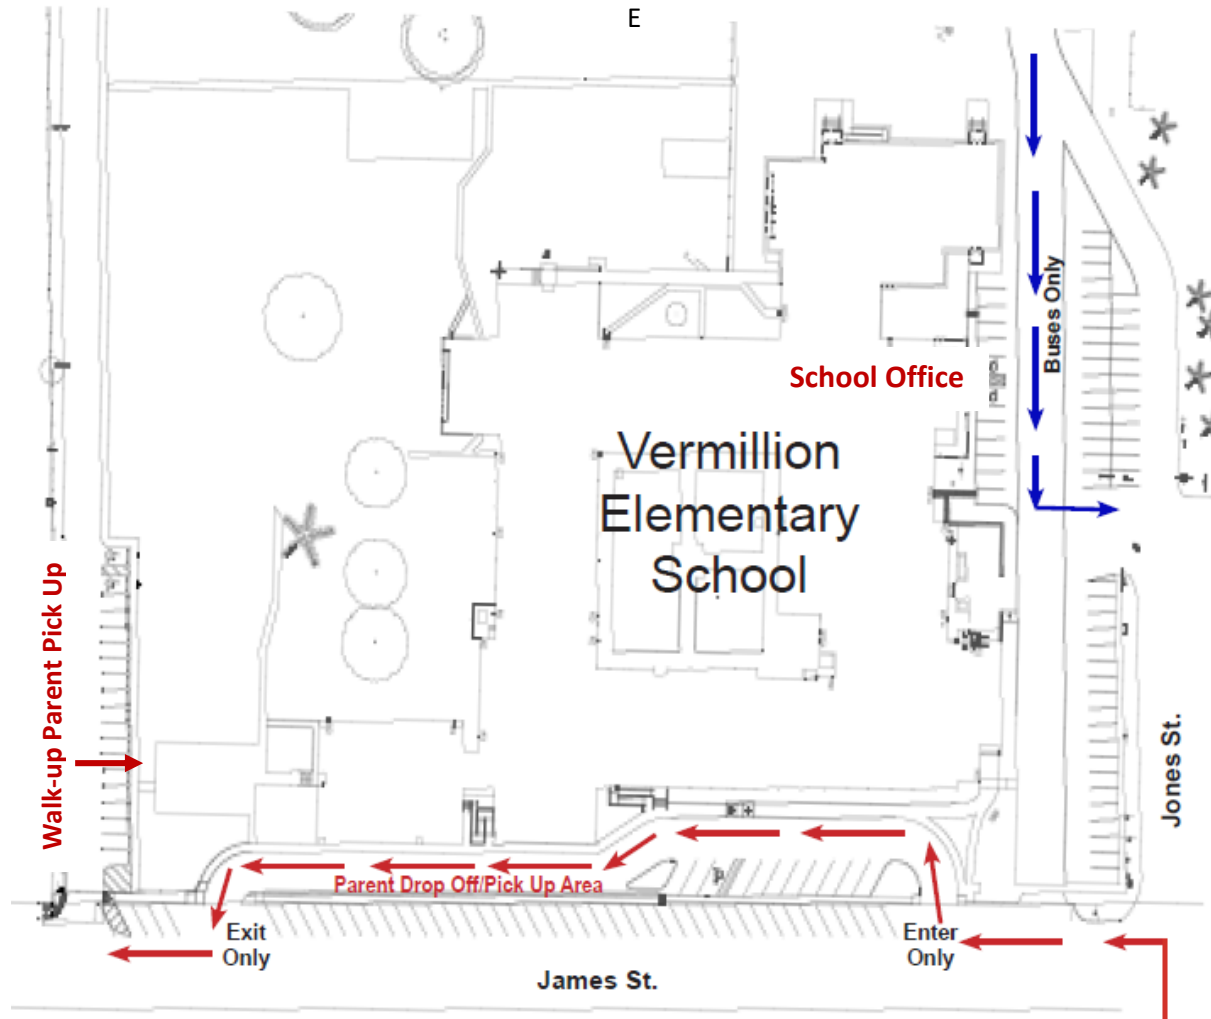 E
Buses Only
School Office
Vermillion
Elementary
School
Walk-up Parent Pick Up
Jones St.
Parent Drop Off/Pick Up Area
Exit
Only
Enter
Only
James St.